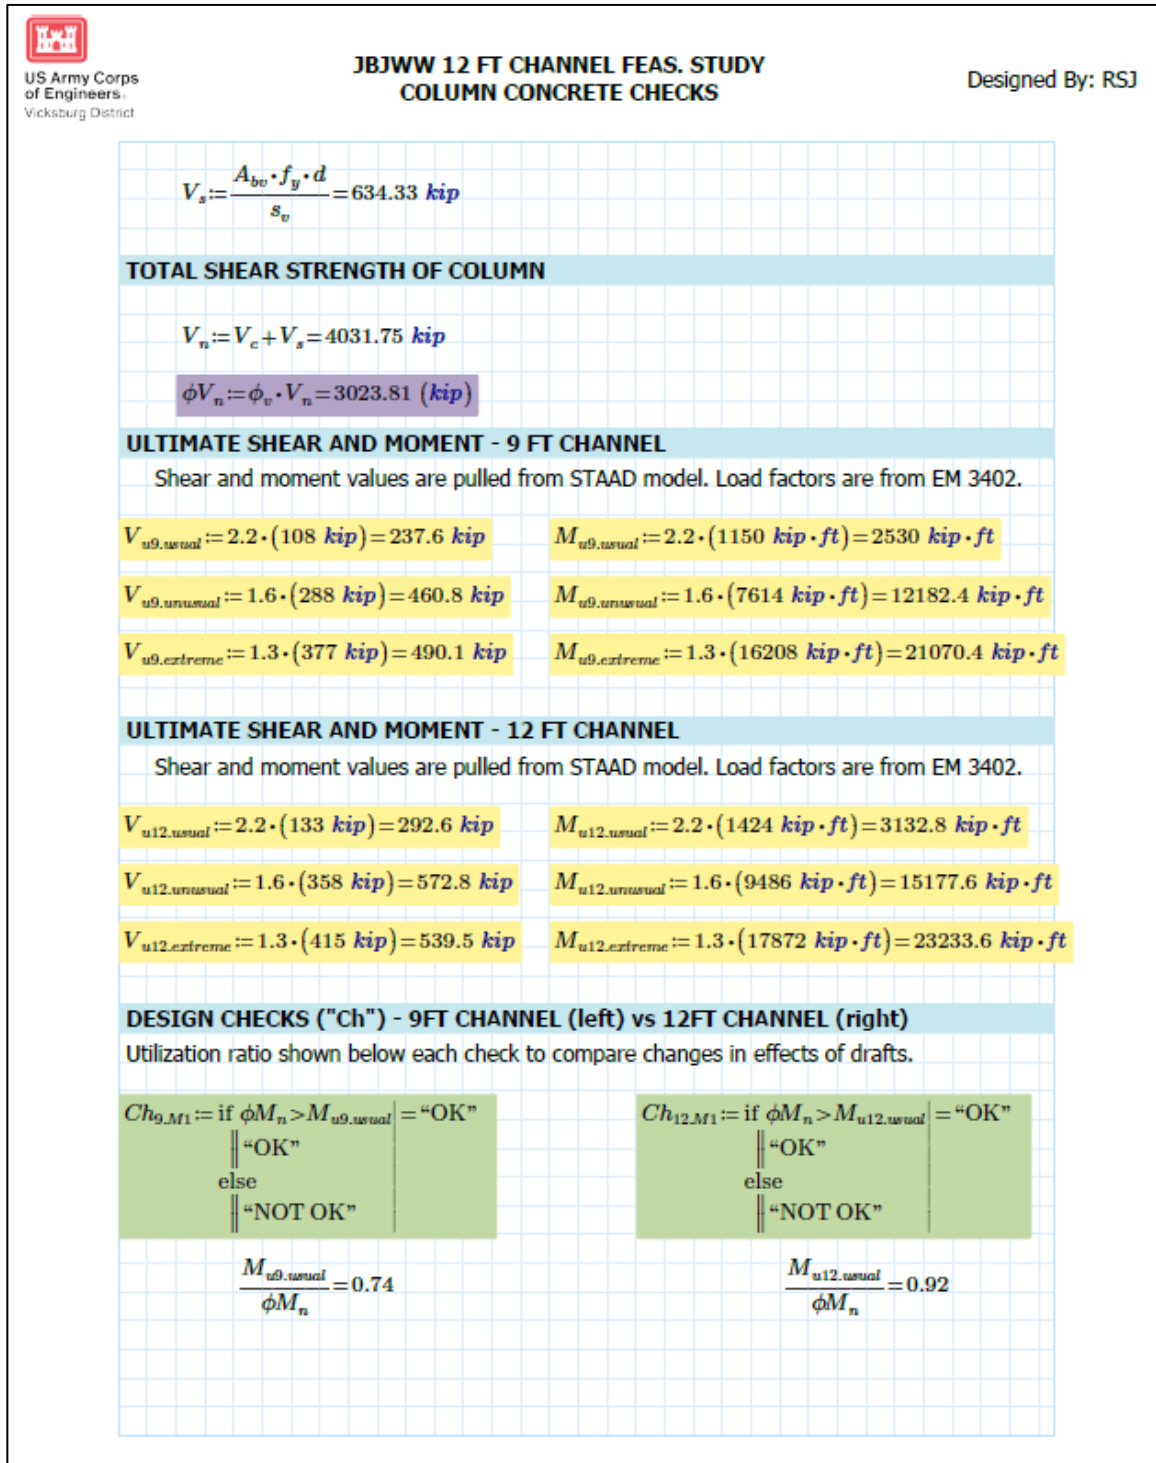 US Army Corps
of Engineers®
Vicksburg District
JBJWW 12 FT CHANNEL FEAS. STUDY
COLUMN CONCRETE CHECKS
Designed By: RSJ
V_s := (A_bv · f_y · d) / s_v = 634.33 kip
TOTAL SHEAR STRENGTH OF COLUMN
V_n := V_c + V_s = 4031.75 kip
ϕV_n := ϕ_v · V_n = 3023.81 (kip)
ULTIMATE SHEAR AND MOMENT - 9 FT CHANNEL
Shear and moment values are pulled from STAAD model. Load factors are from EM 3402.
V_u9.usual := 2.2 · (108 kip) = 237.6 kip M_u9.usual := 2.2 · (1150 kip · ft) = 2530 kip · ft
V_u9.unusual := 1.6 · (288 kip) = 460.8 kip M_u9.unusual := 1.6 · (7614 kip · ft) = 12182.4 kip · ft
V_u9.extreme := 1.3 · (377 kip) = 490.1 kip M_u9.extreme := 1.3 · (16208 kip · ft) = 21070.4 kip · ft
ULTIMATE SHEAR AND MOMENT - 12 FT CHANNEL
Shear and moment values are pulled from STAAD model. Load factors are from EM 3402.
V_u12.usual := 2.2 · (133 kip) = 292.6 kip M_u12.usual := 2.2 · (1424 kip · ft) = 3132.8 kip · ft
V_u12.unusual := 1.6 · (358 kip) = 572.8 kip M_u12.unusual := 1.6 · (9486 kip · ft) = 15177.6 kip · ft
V_u12.extreme := 1.3 · (415 kip) = 539.5 kip M_u12.extreme := 1.3 · (17872 kip · ft) = 23233.6 kip · ft
DESIGN CHECKS ("Ch") - 9FT CHANNEL (left) vs 12FT CHANNEL (right)
Utilization ratio shown below each check to compare changes in effects of drafts.
Ch_9.M1 := if ϕM_n > M_u9.usual = “OK”
“OK”
else
“NOT OK”
M_u9.usual / ϕM_n = 0.74
Ch_12.M1 := if ϕM_n > M_u12.usual = “OK”
“OK”
else
“NOT OK”
M_u12.usual / ϕM_n = 0.92